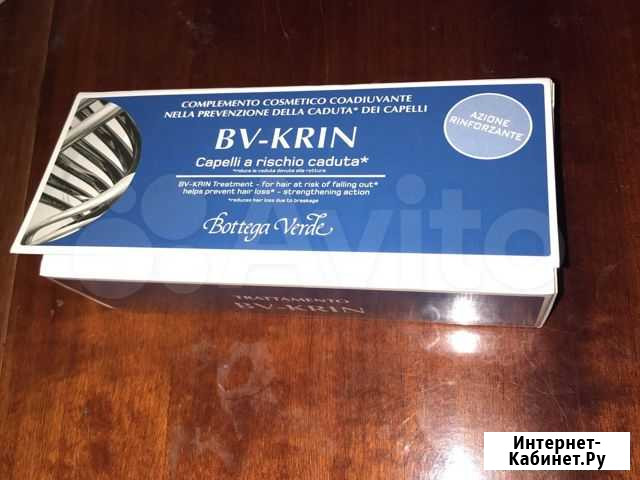 COMPLEMENTO COSMETICO COADIUVANTE
NELLA PREVENZIONE DELLA CADUTA* DEI CAPELLI
BV-KRIN
Capelli a rischio caduta*
*riduce la caduta dovuta alla rottura
BV-KRIN Treatment - for hair at risk of falling out*
helps prevent hair loss* - strengthening action
*reduces hair loss due to breakage
Bottega Verde
AZIONE
RINFORZANTE
TRATTAMENTO
BV-KRIN
Avito
Интернет-
Кабинет.Ру